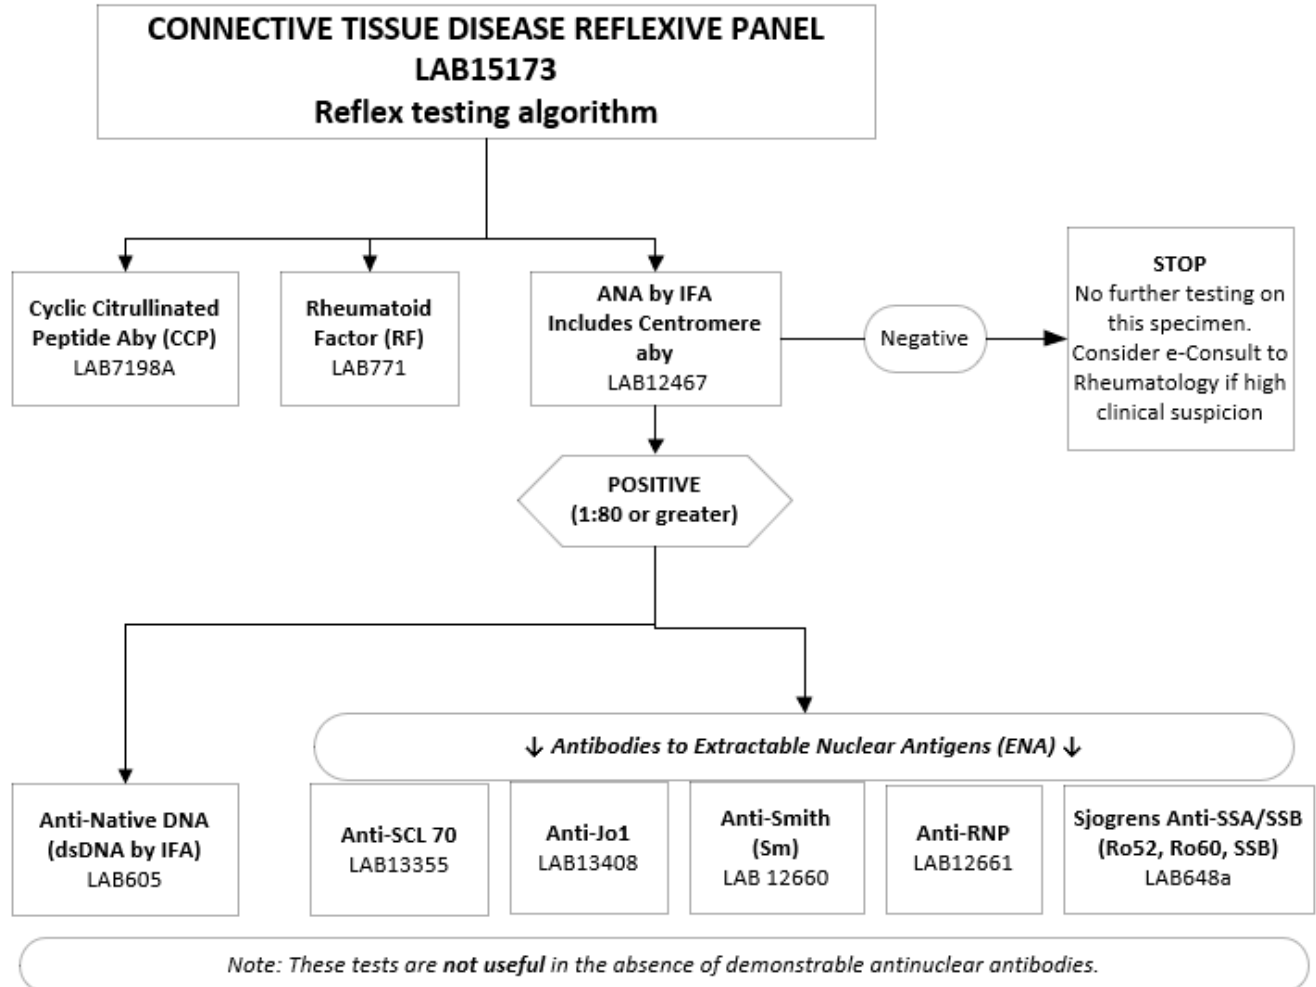 CONNECTIVE TISSUE DISEASE REFLEXIVE PANEL
LAB15173
Reflex testing algorithm
Cyclic Citrullinated
Peptide Aby (CCP)
LAB7198A
Rheumatoid
Factor (RF)
LAB771
ANA by IFA
Includes Centromere
aby
LAB12467
Negative
STOP
No further testing on
this specimen.
Consider e-Consult to
Rheumatology if high
clinical suspicion
POSITIVE
(1:80 or greater)
↓ Antibodies to Extractable Nuclear Antigens (ENA) ↓
Anti-Native DNA
(dsDNA by IFA)
LAB605
Anti-SCL 70
LAB13355
Anti-Jo1
LAB13408
Anti-Smith
(Sm)
LAB 12660
Anti-RNP
LAB12661
Sjogrens Anti-SSA/SSB
(Ro52, Ro60, SSB)
LAB648a
Note: These tests are not useful in the absence of demonstrable antinuclear antibodies.